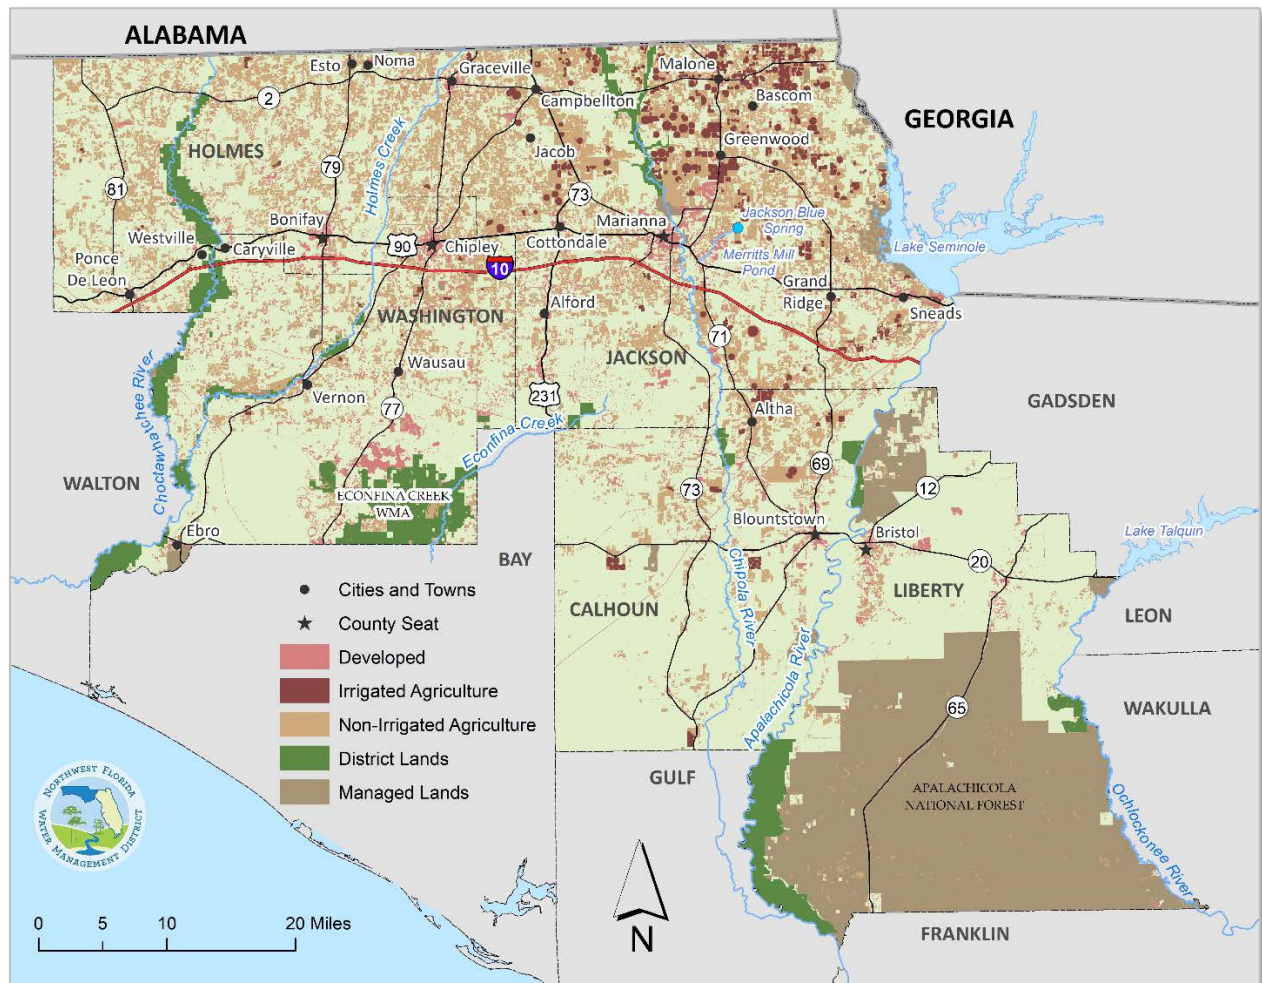 ALABAMA
GEORGIA
Esto
Noma
Graceville
Campbellton
Malone
Bascom
Greenwood
Jacob
2
HOLMES
79
81
Holmes Creek
73
Bonifay
90
Chipley
Cottondale
Marianna
Jackson Blue
Spring
Merritts Mill
Pond
Lake Seminole
Westville
Caryville
Ponce
De Leon
10
Grand
Ridge
Sneads
Alford
WASHINGTON
JACKSON
71
Choctawhatchee River
Wausau
Vernon
77
231
Econfina Creek
Altha
GADSDEN
WALTON
ECONFINA CREEK
WMA
73
69
12
Blountstown
Bristol
Lake Talquin
Ebro
BAY
20
CALHOUN
LIBERTY
LEON
Chipola River
Apalachicola River
65
WAKULLA
GULF
APALACHICOLA
NATIONAL FOREST
Ochlockonee River
FRANKLIN
Cities and Towns
County Seat
Developed
Irrigated Agriculture
Non-Irrigated Agriculture
District Lands
Managed Lands
NORTHWEST FLORIDA
WATER MANAGEMENT DISTRICT
0 5 10 20 Miles
N